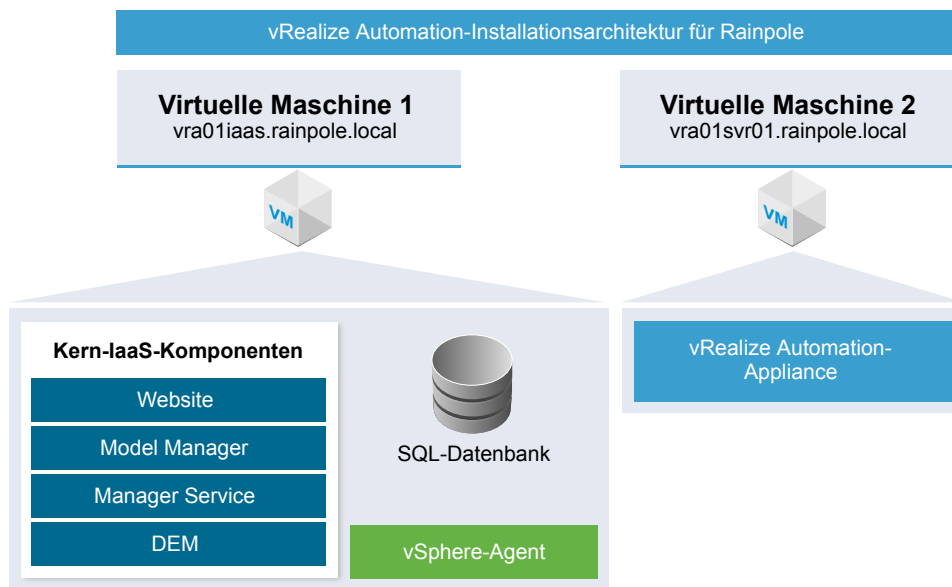 vRealize Automation-Installationsarchitektur für Rainpole
Virtuelle Maschine 1
vra01iaas.rainpole.local
Virtuelle Maschine 2
vra01svr01.rainpole.local
VM
VM
Kern-IaaS-Komponenten
Website
Model Manager
Manager Service
DEM
SQL-Datenbank
vSphere-Agent
vRealize Automation-
Appliance